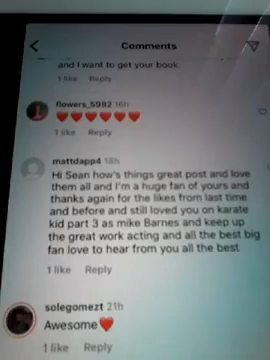 Comments
and I want to get your book
1 like Reply
flowers_5982 16h
❤️❤️❤️❤️❤️❤️
1 like Reply
mattdapp4 18h
Hi Sean how's things great post and love
them all and I'm a huge fan of yours and
thanks again for the likes from last time
and before and still loved you on karate
kid part 3 as mike Barnes and keep up
the great work acting and all the best big
fan love to hear from you all the best
1 like Reply
solegomezt 21h
Awesome❤️
1 like Reply